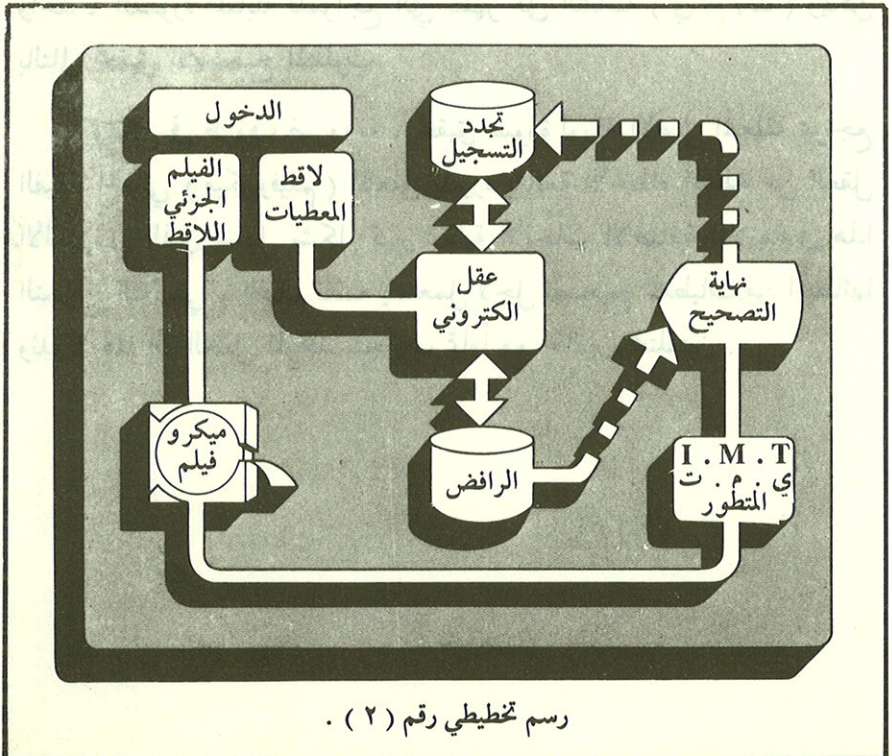 الدخول
الفيلم
الجزئي
اللاقط
لاقط
المعطيات
تجدد
التسجيل
عقل
الكتروني
نهاية
التصحيح
ميكرو
فيلم
الرافض
I . M . T
ي . م . ت
المتطور
رسم تخطيطي رقم ( ٢ ) .